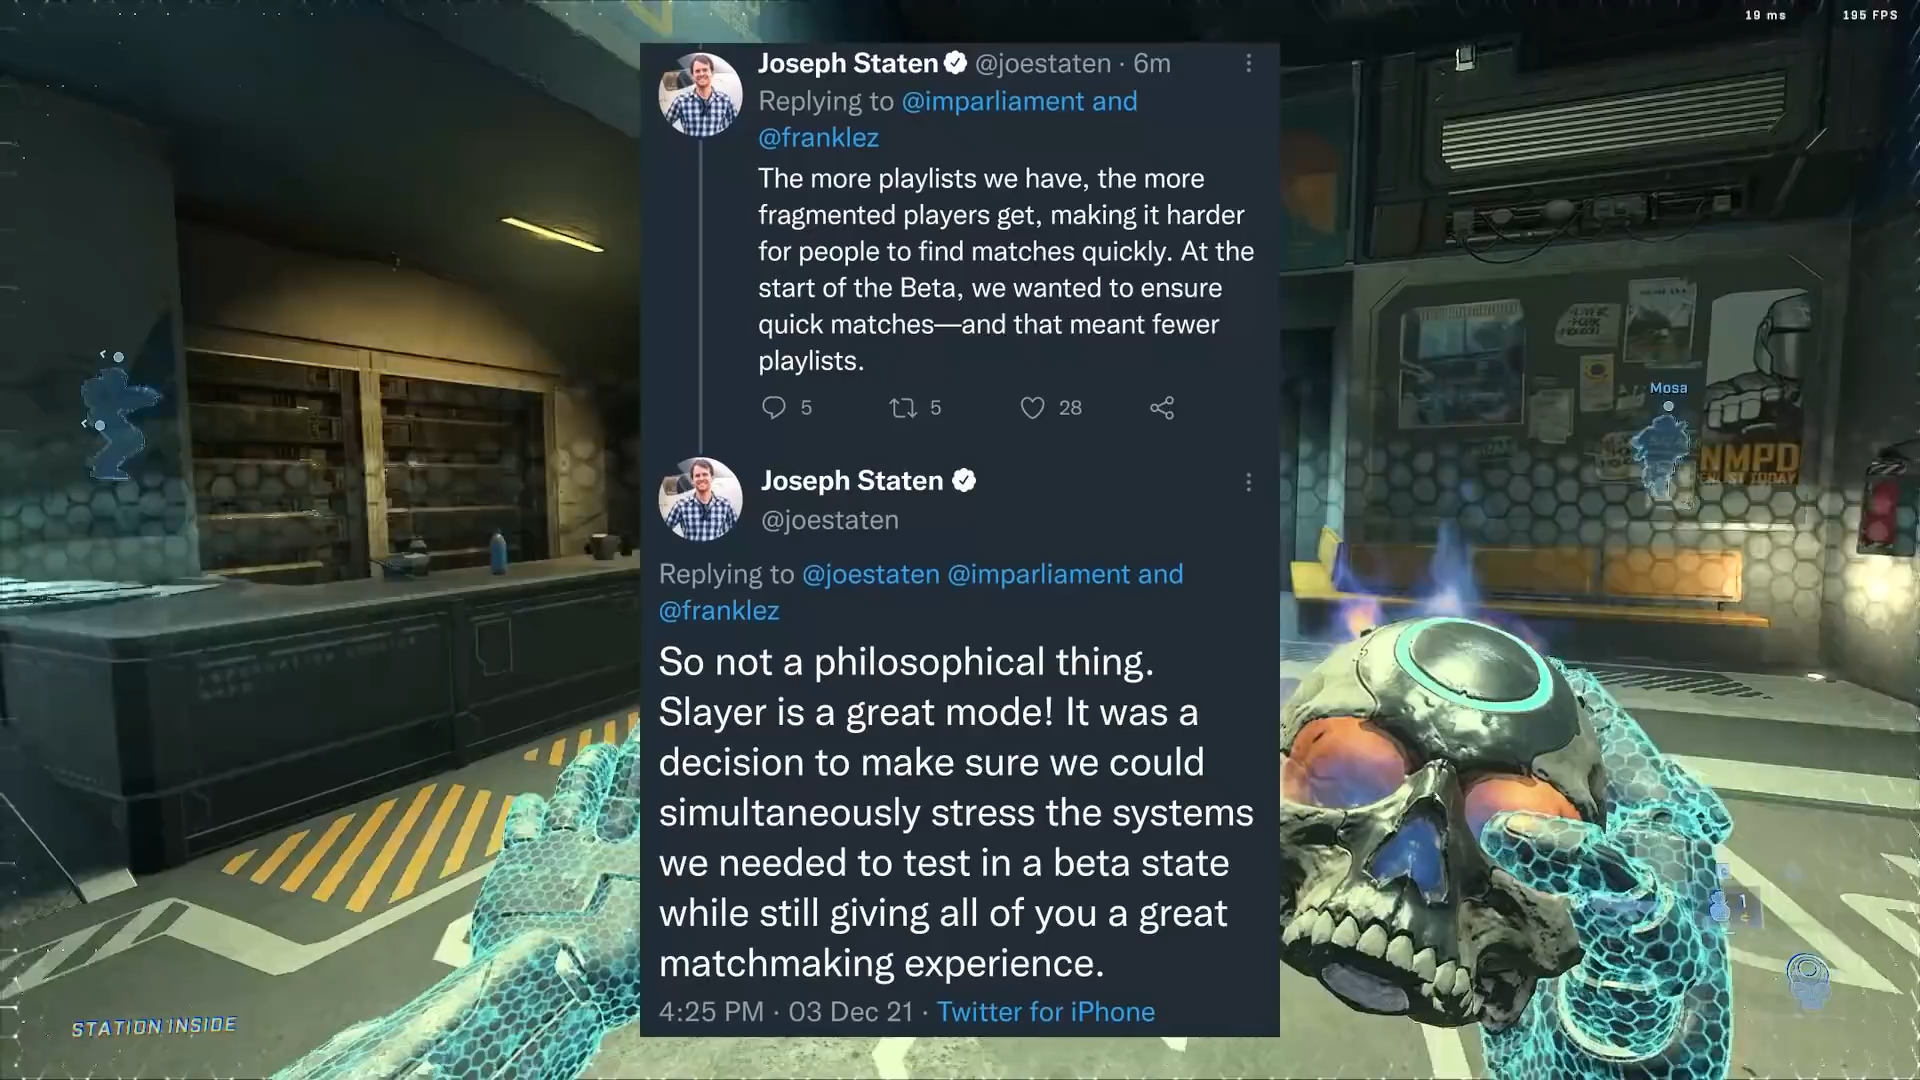 19 ms 195 FPS
Joseph Staten @joestaten · 6m
Replying to @imparliament and
@franklez
The more playlists we have, the more
fragmented players get, making it harder
for people to find matches quickly. At the
start of the Beta, we wanted to ensure
quick matches—and that meant fewer
playlists.
5 5 28
Mosa
NMPD
Joseph Staten
@joestaten
Replying to @joestaten @imparliament and
@franklez
So not a philosophical thing.
Slayer is a great mode! It was a
decision to make sure we could
simultaneously stress the systems
we needed to test in a beta state
while still giving all of you a great
matchmaking experience.
4:25 PM · 03 Dec 21 · Twitter for iPhone
1
STATION INSIDE